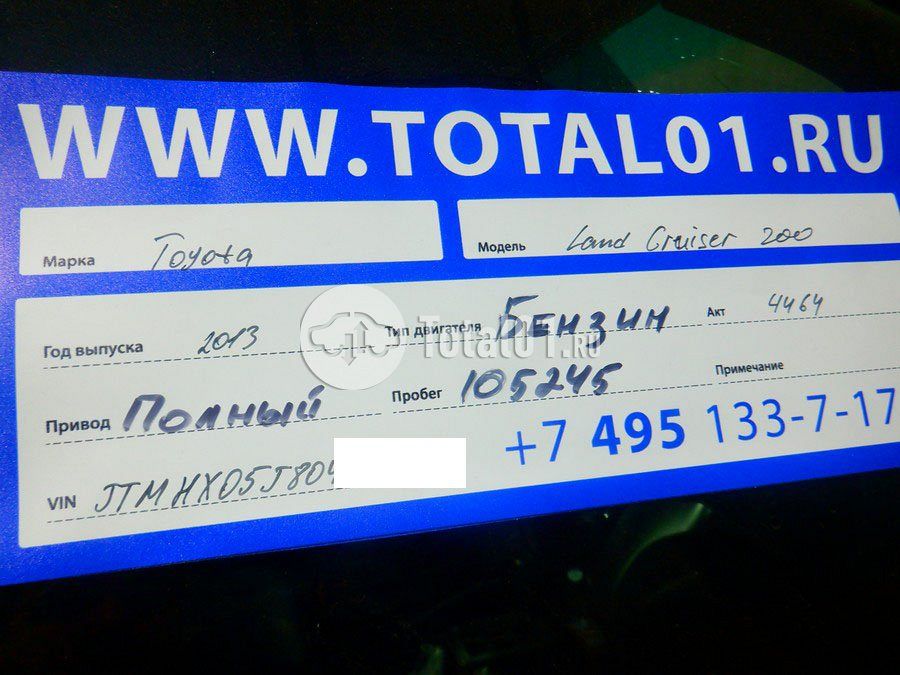 WWW.TOTAL01.RU
Марка Toyota Модель Land Cruiser 200
Год выпуска 2013 Тип двигателя Бензин Акт 4464
Total01.RU
Привод Полный Пробег 105245 Примечание
+7 495 133-7-17
VIN JTMHX05J804